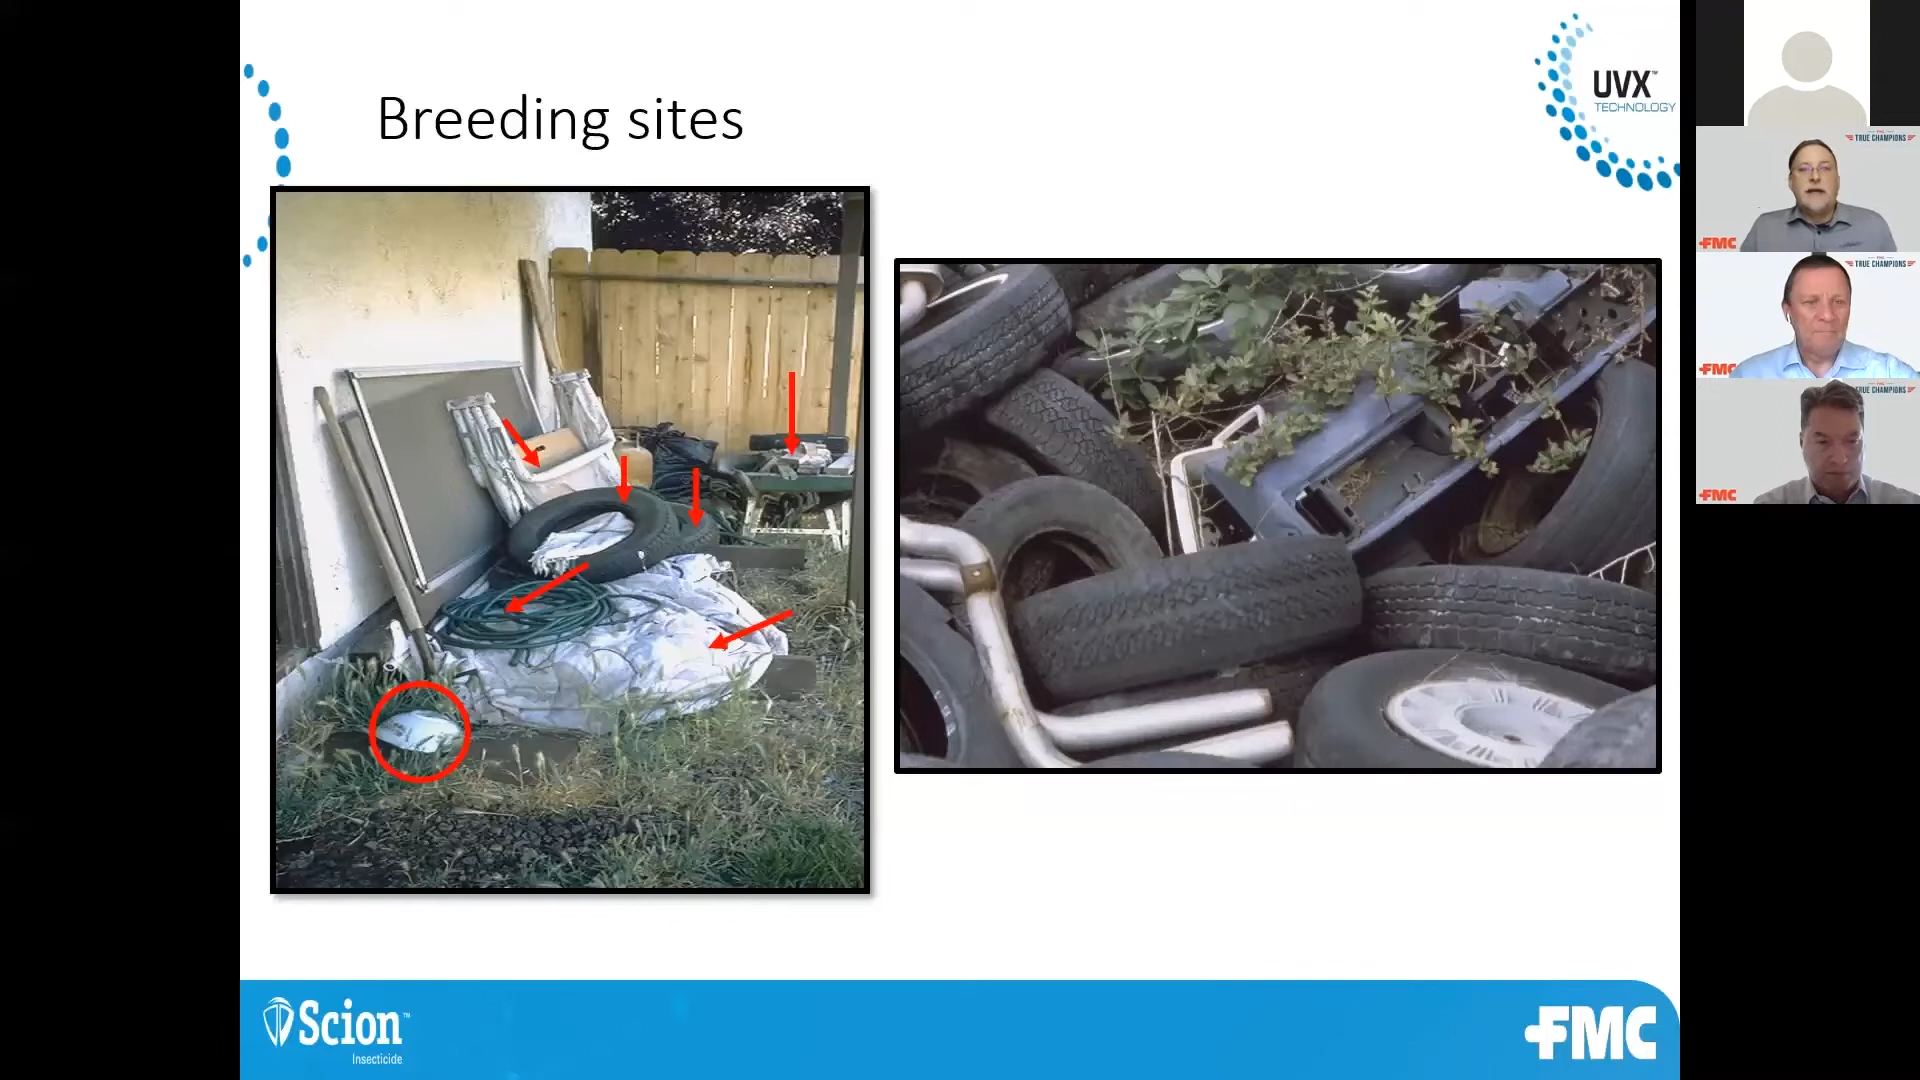 Breeding sites
UVX™
TECHNOLOGY
Scion™
Insecticide
FMC
TRUE CHAMPIONS
FMC
TRUE CHAMPIONS
FMC
TRUE CHAMPIONS
FMC